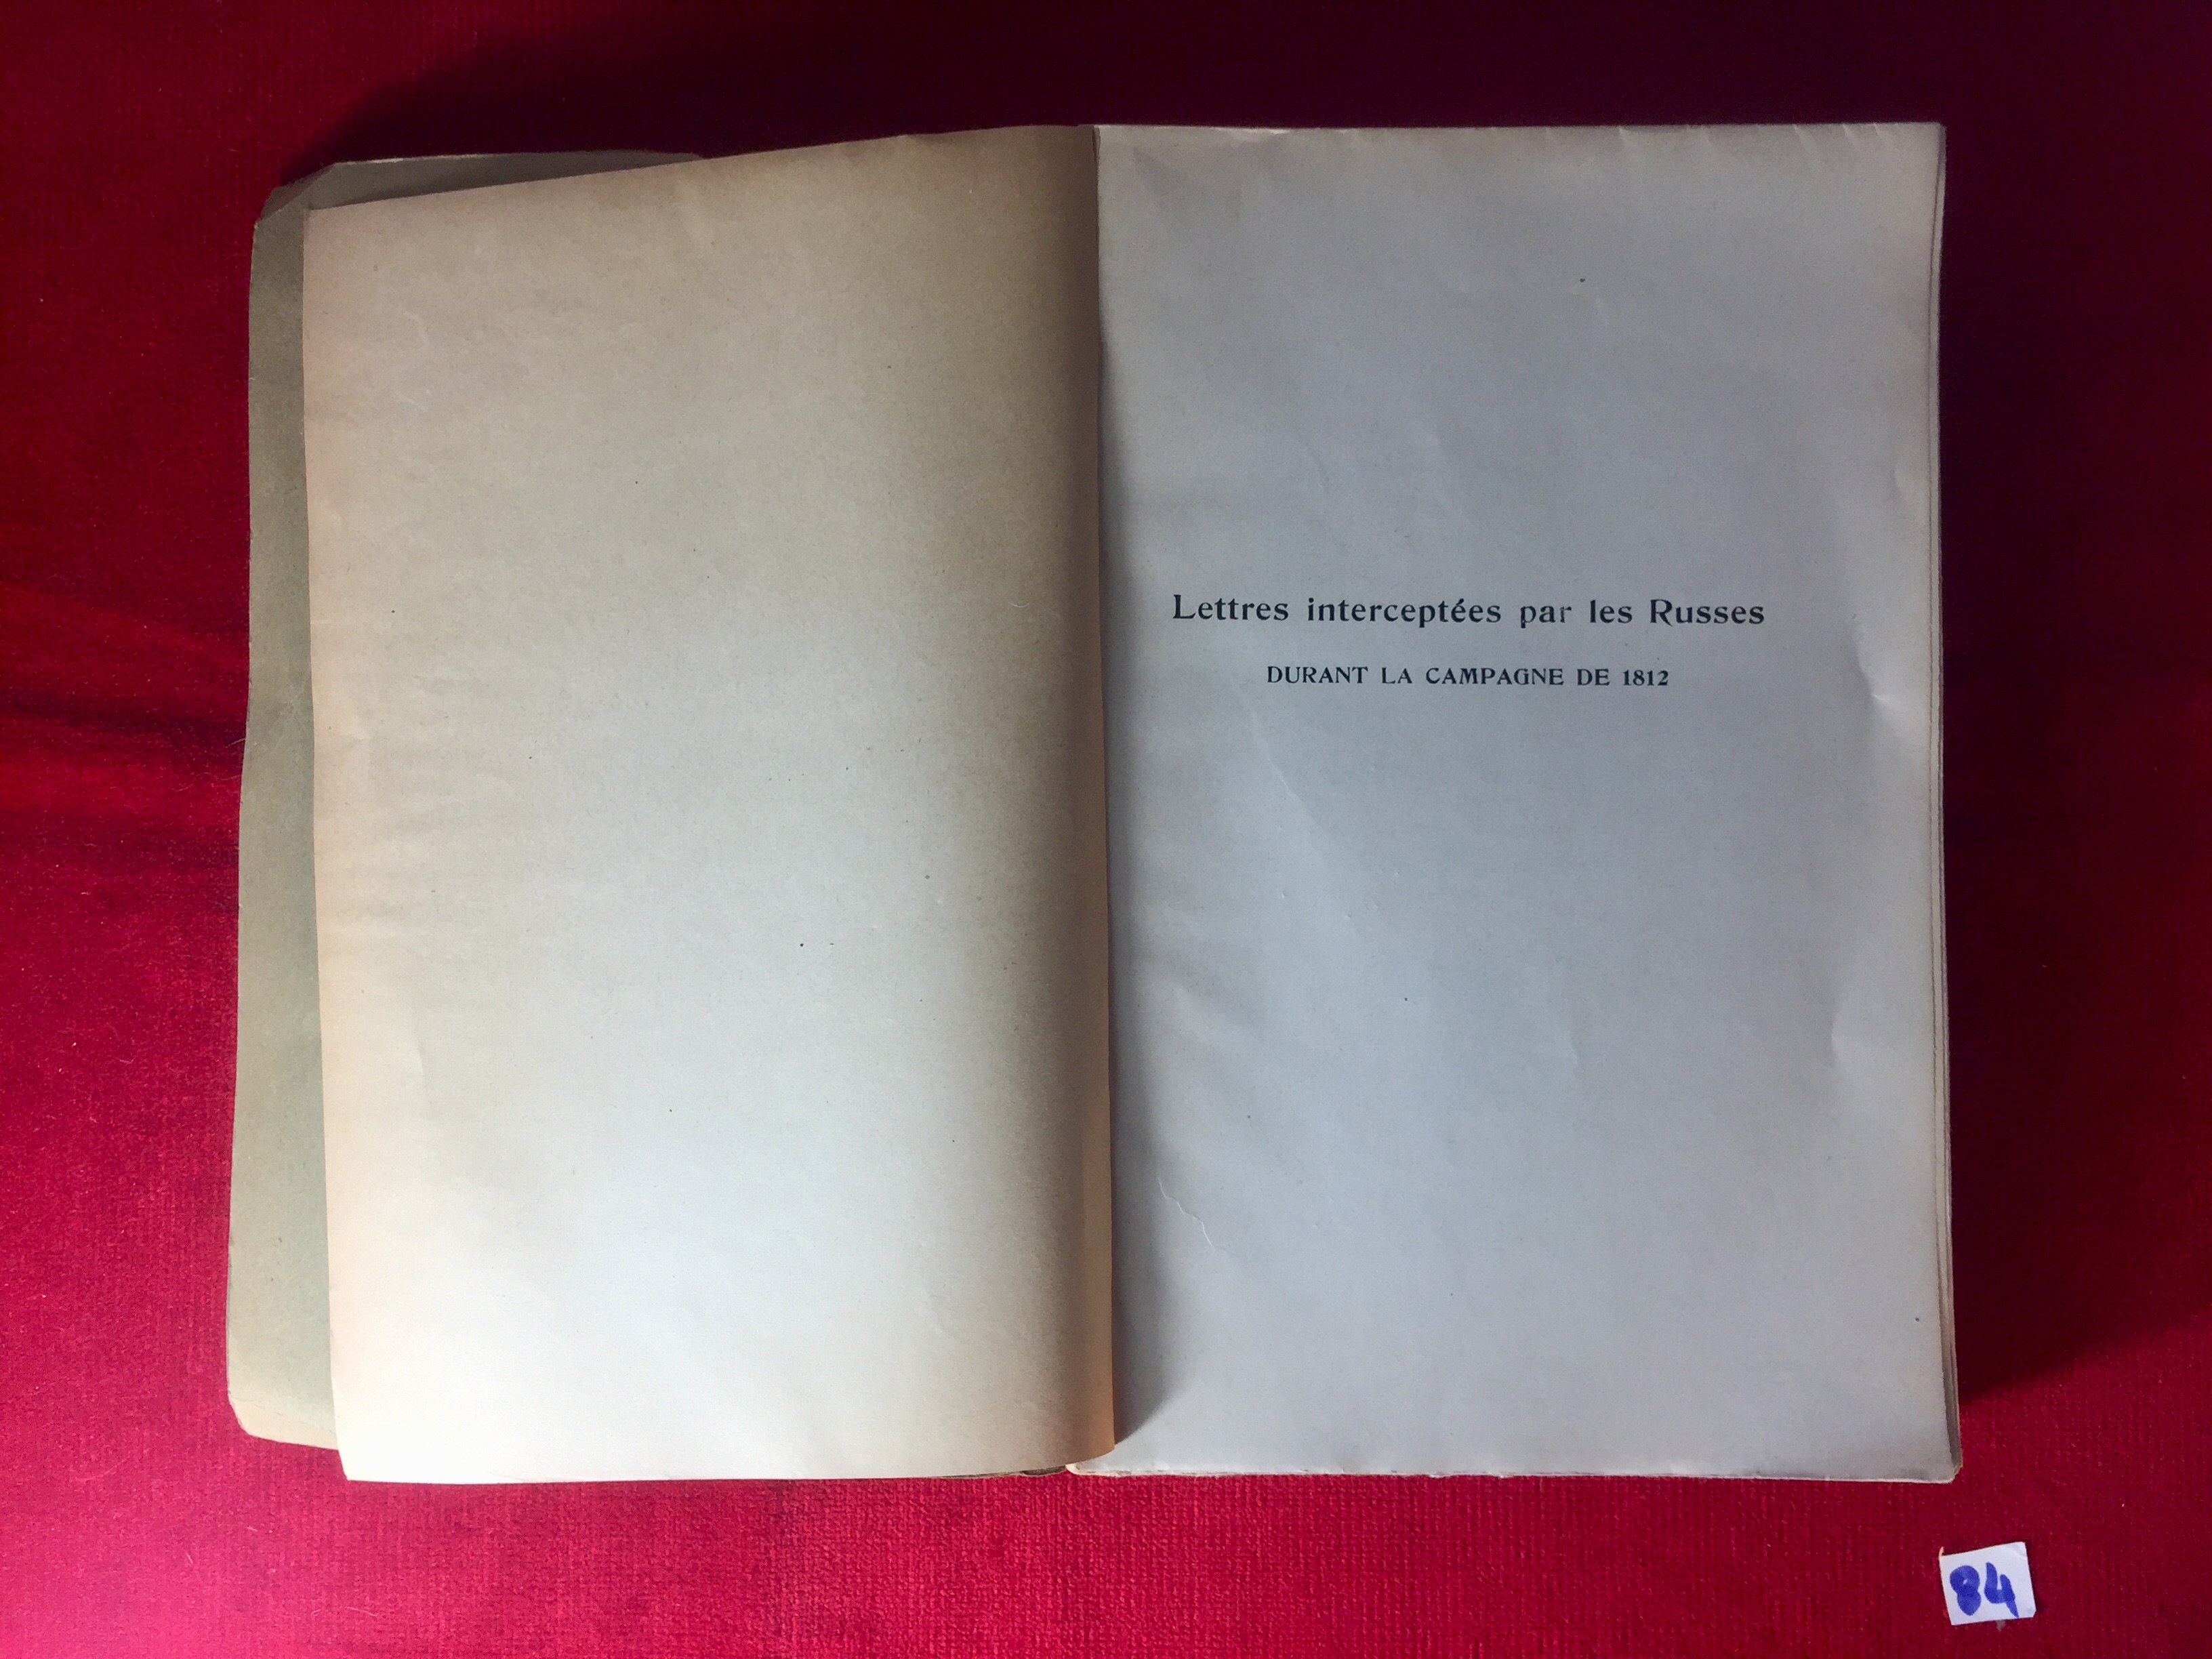 Lettres interceptées par les Russes
DURANT LA CAMPAGNE DE 1812
84